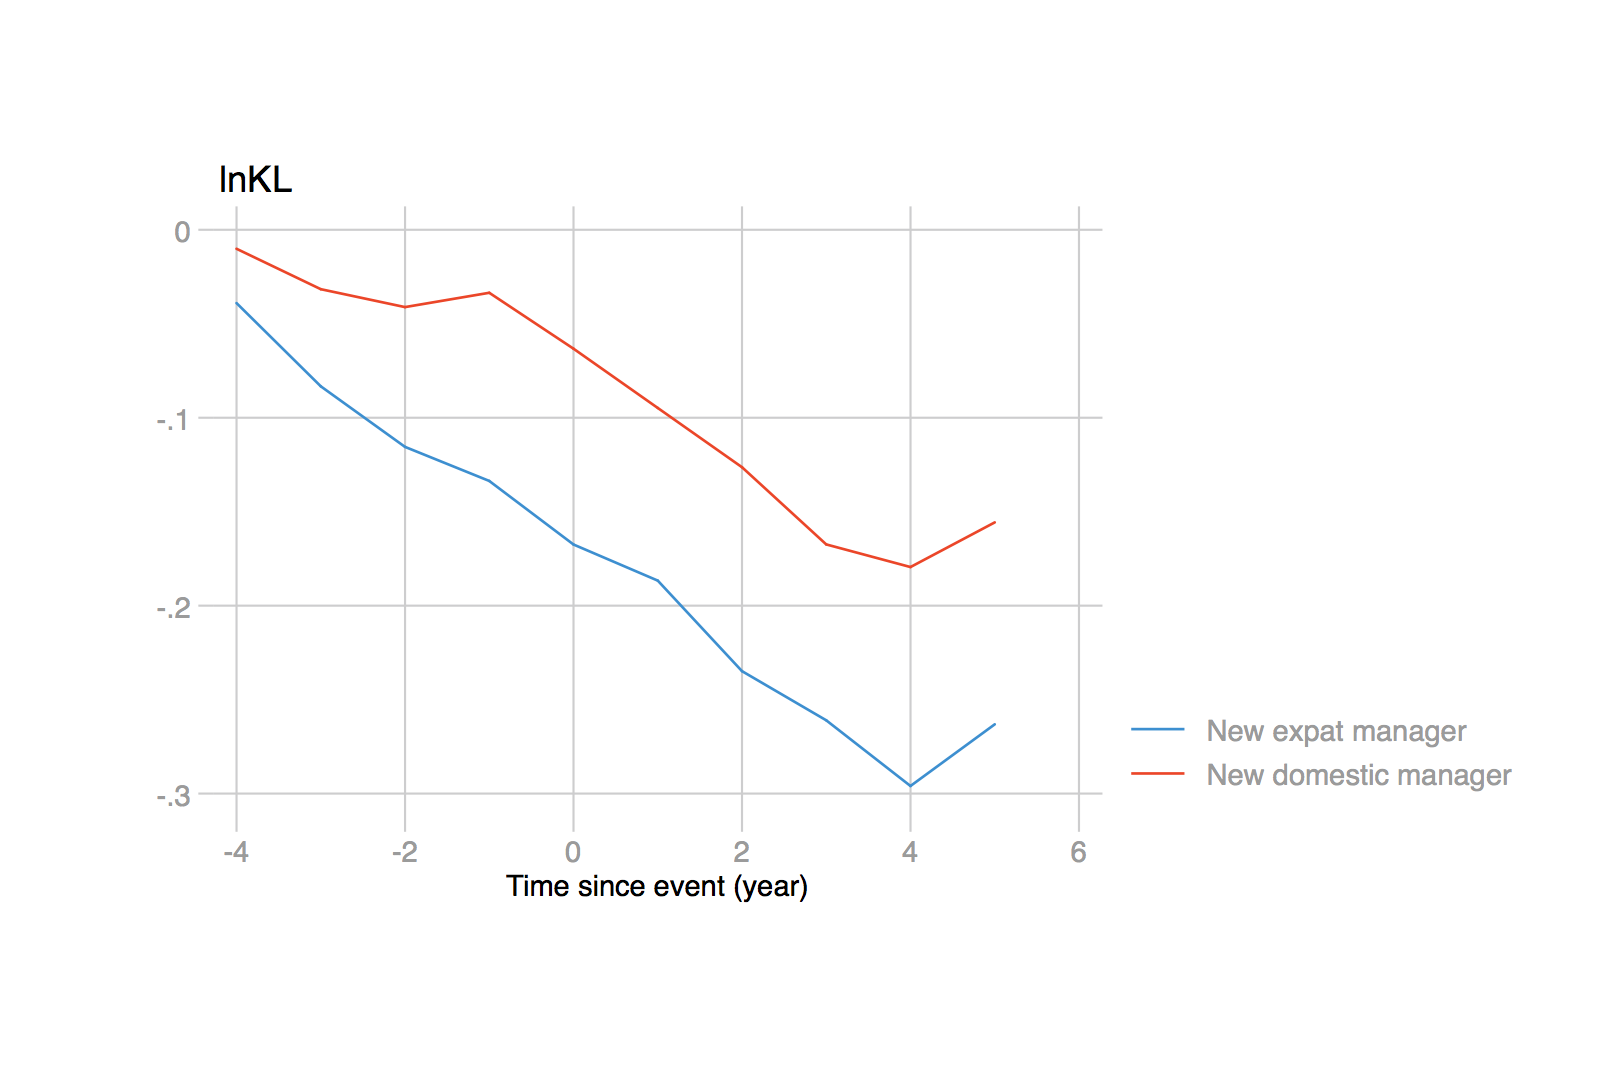 lnKL
0
-.1
-.2
-.3
-4 -2 0 2 4 6
Time since event (year)
New expat manager
New domestic manager